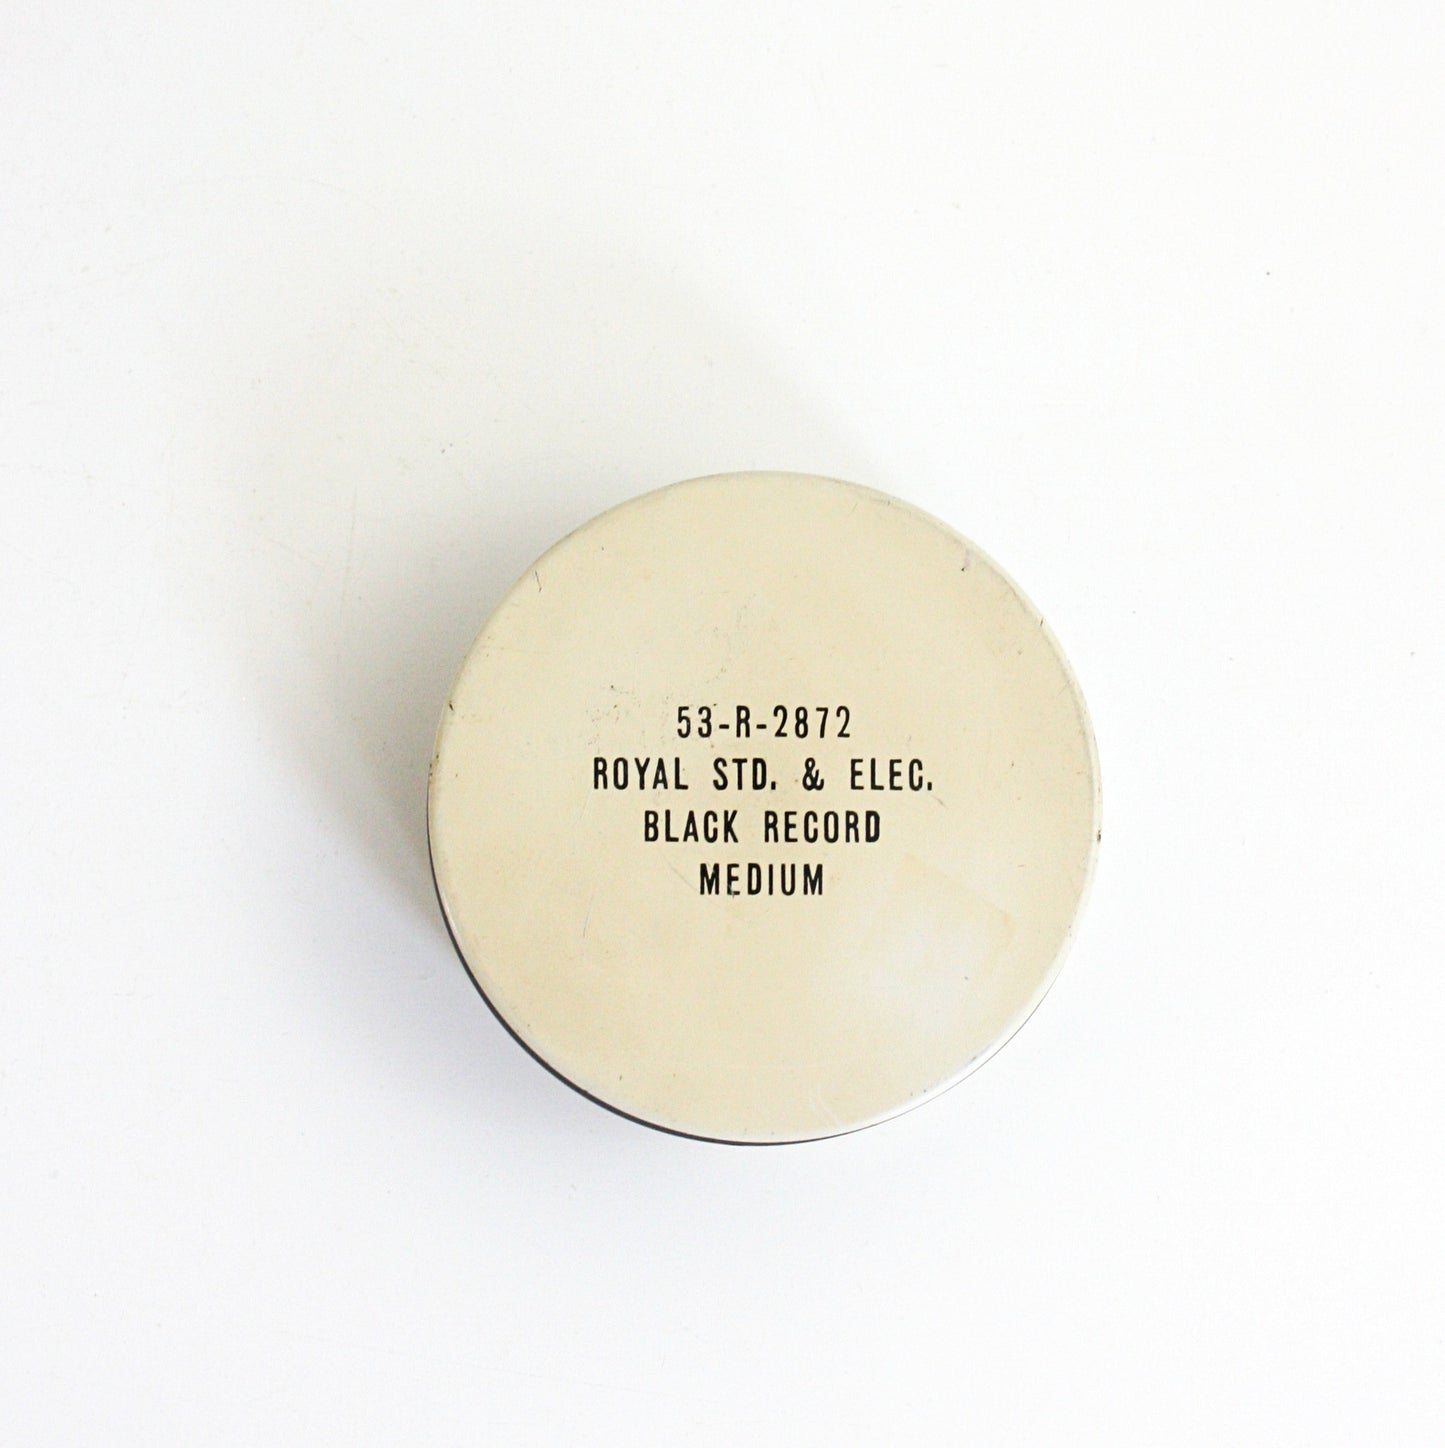 53-R-2872
ROYAL STD. & ELEC.
BLACK RECORD
MEDIUM